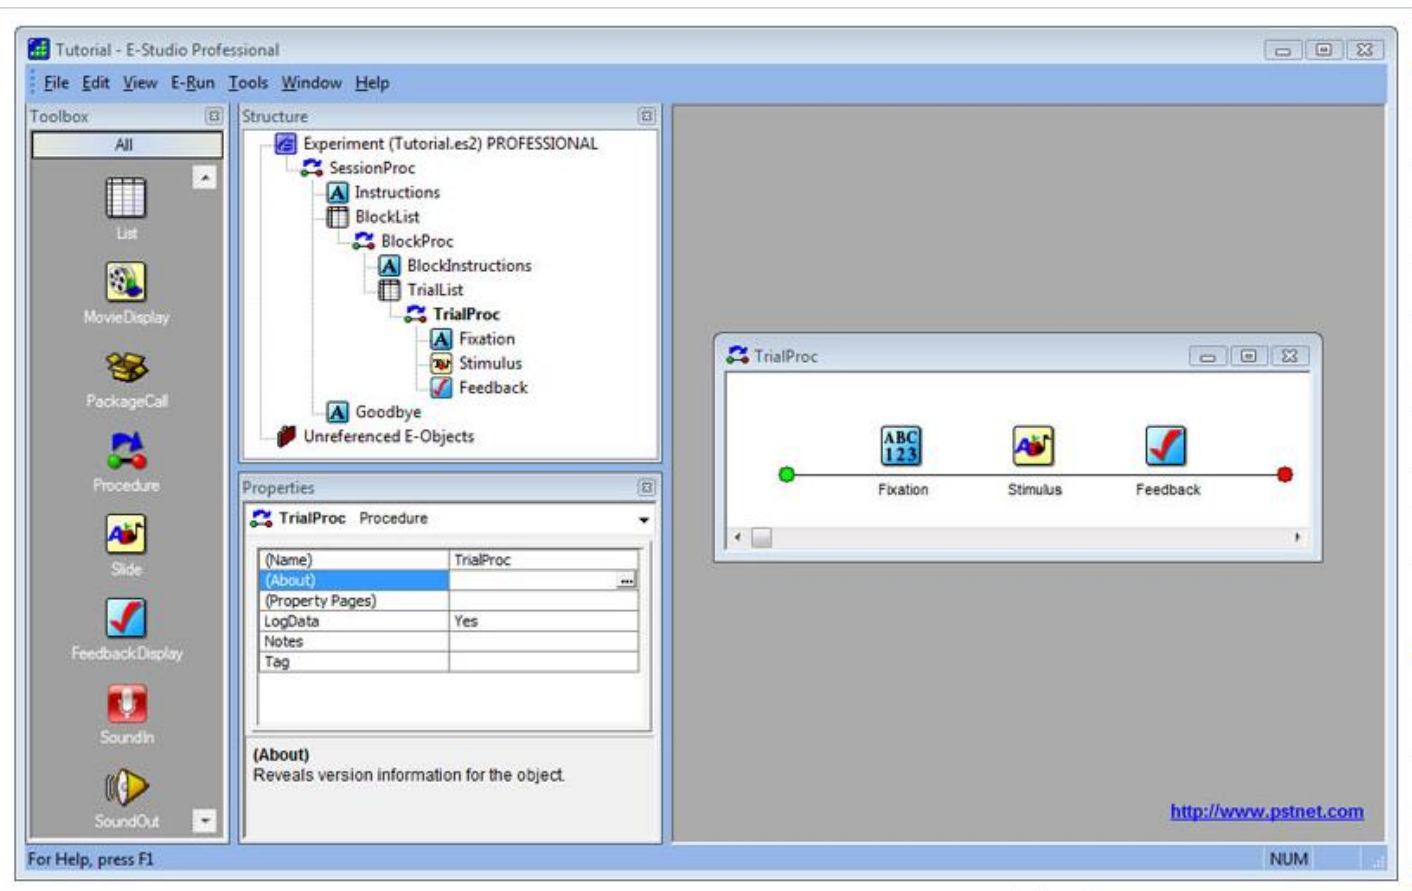 Tutorial - E-Studio Professional
File Edit View E-Run Tools Window Help
Toolbox
All
List
MovieDisplay
PackageCall
Procedure
Slide
FeedbackDisplay
SoundIn
SoundOut
Structure
Experiment (Tutorial.es2) PROFESSIONAL
SessionProc
Instructions
BlockList
BlockProc
BlockInstructions
TrialList
TrialProc
Fixation
Stimulus
Feedback
Goodbye
Unreferenced E-Objects
Properties
TrialProc Procedure
(Name) TrialProc
(About) ...
(Property Pages)
LogData Yes
Notes
Tag
(About)
Reveals version information for the object.
TrialProc
ABC
123
Fixation
Stimulus
Feedback
http://www.pstnet.com
For Help, press F1
NUM